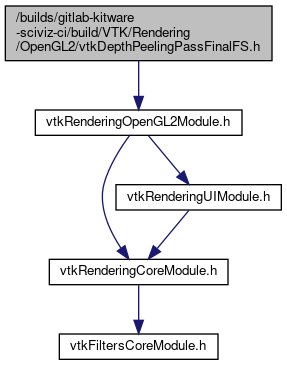 /builds/gitlab-kitware
-sciviz-ci/build/VTK/Rendering
/OpenGL2/vtkDepthPeelingPassFinalFS.h
vtkRenderingOpenGL2Module.h
vtkRenderingUIModule.h
vtkRenderingCoreModule.h
vtkFiltersCoreModule.h